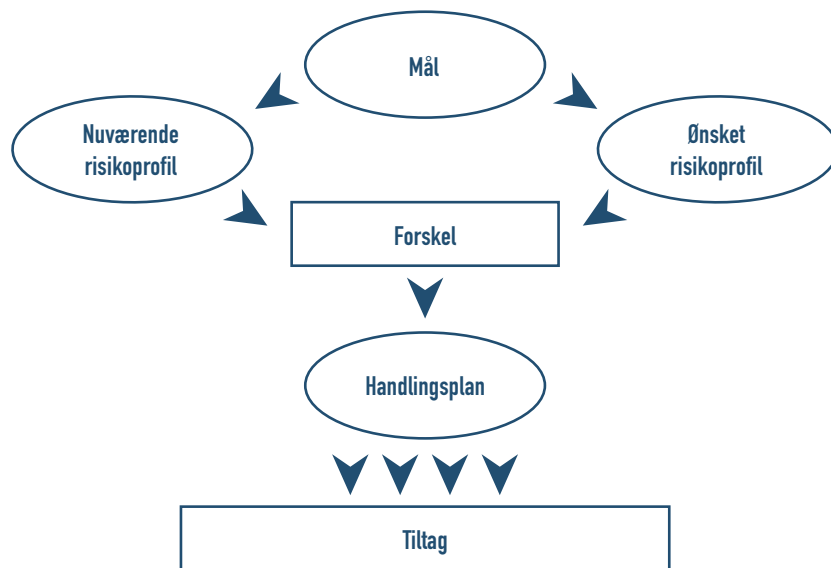 Mål
Nuværende
risikoprofil
Ønsket
risikoprofil
Forskel
Handlingsplan
Tiltag